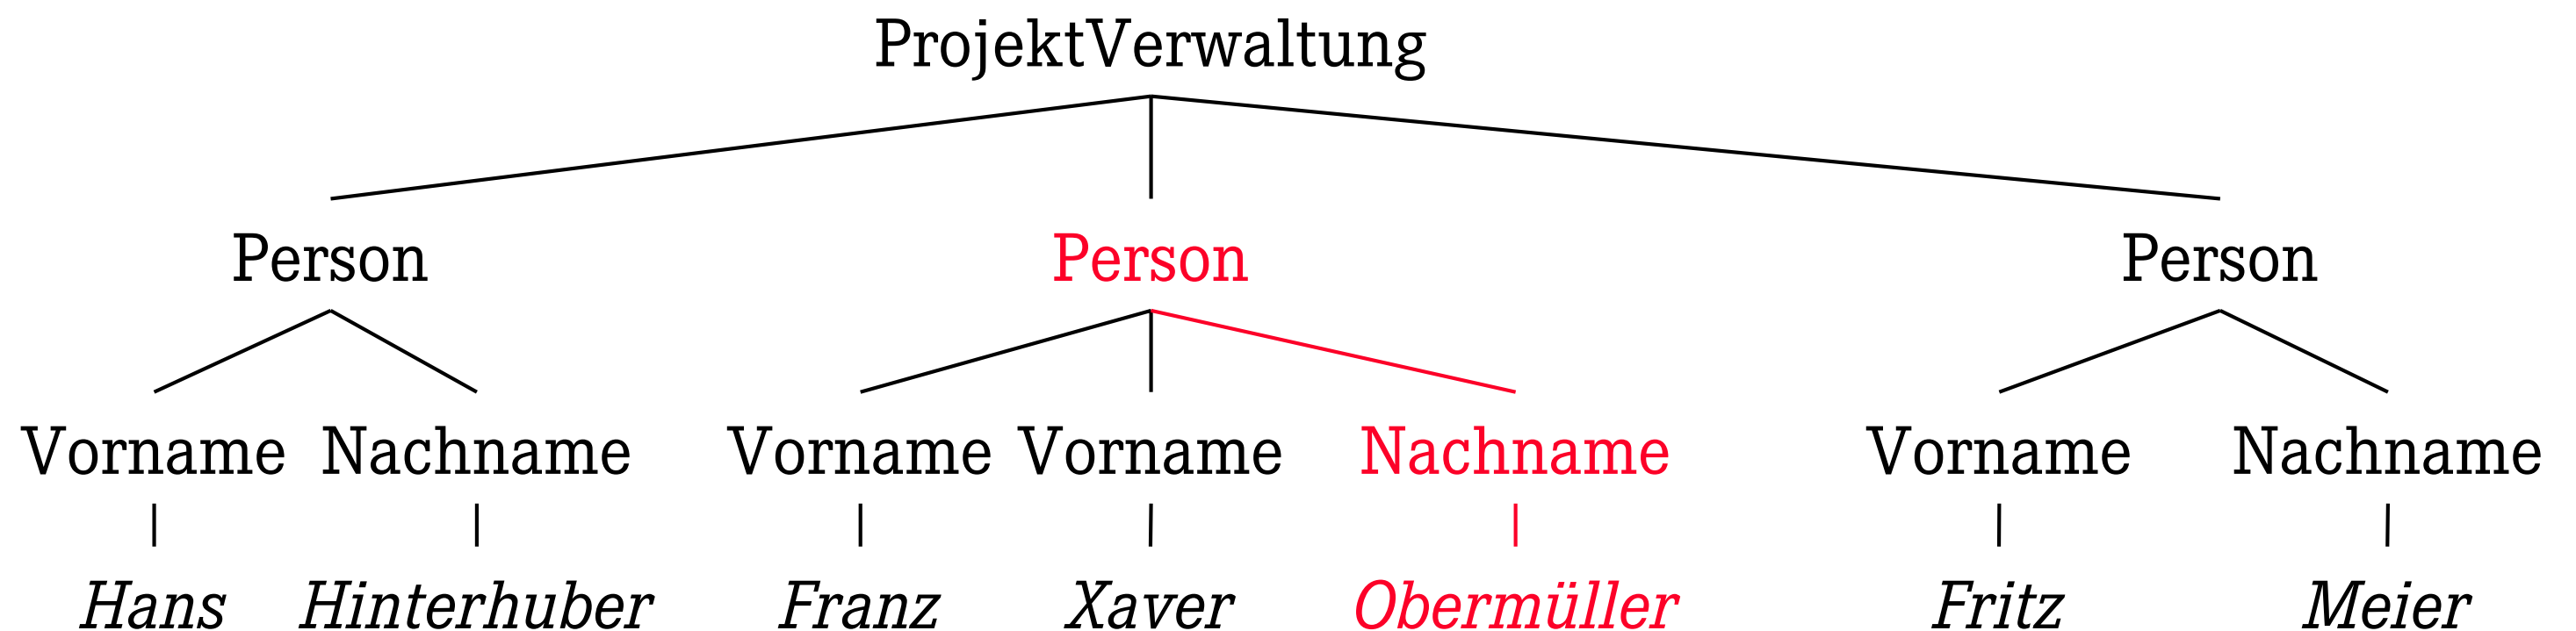 ProjektVerwaltung
Person Person Person
Vorname Nachname Vorname Vorname Nachname Vorname Nachname
Hans Hinterhuber Franz Xaver Obermüller Fritz Meier